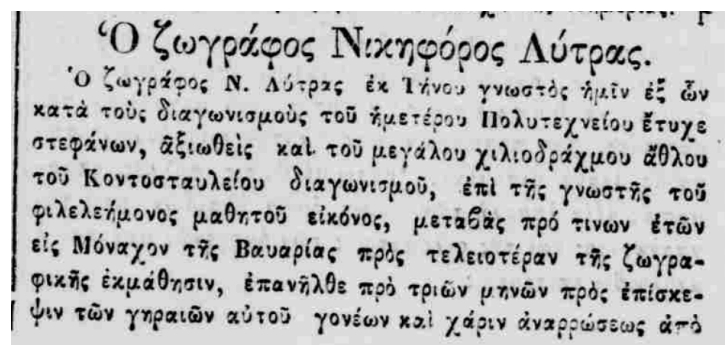 Ὁ ζωγράφος Νικηφόρος Λύτρας.
Ὁ ζωγράφος Ν. Λύτρας ἐκ Τήνου γνωστὸς ἡμῖν ἐξ ὧν
κατὰ τοὺς διαγωνισμοὺς τοῦ ἡμετέρου Πολυτεχνείου ἔτυχε
στεφάνων, ἀξιωθεὶς καὶ τοῦ μεγάλου χιλιοδράχμου ἄθλου
τοῦ Κοντοσταυλείου διαγωνισμοῦ, ἐπὶ τῆς γνωστῆς τοῦ
φιλελεήμονος μαθητοῦ εἰκόνος, μεταβὰς πρό τινων ἐτῶν
εἰς Μόναχον τῆς Βαυαρίας πρὸς τελειοτέραν τῆς ζωγρα-
φικῆς ἐκμάθησιν, ἐπανῆλθε πρὸ τριῶν μηνῶν πρὸς ἐπίσκε-
ψιν τῶν γηραιῶν αὐτοῦ γονέων καὶ χάριν ἀναρρώσεως ἀπὸ